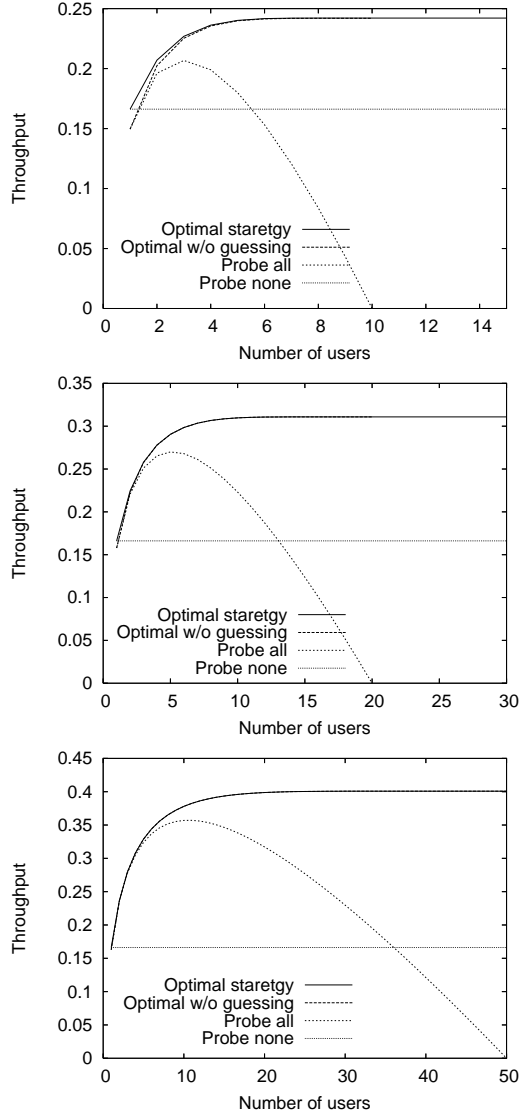 0.25
0.2
0.15
0.1
0.05
0
Throughput
Optimal staretgy
Optimal w/o guessing
Probe all
Probe none
0 2 4 6 8 10 12 14
Number of users
0.35
0.3
0.25
0.2
0.15
0.1
0.05
0
Throughput
Optimal staretgy
Optimal w/o guessing
Probe all
Probe none
0 5 10 15 20 25 30
Number of users
0.45
0.4
0.35
0.3
0.25
0.2
0.15
0.1
0.05
0
Throughput
Optimal staretgy
Optimal w/o guessing
Probe all
Probe none
0 10 20 30 40 50
Number of users